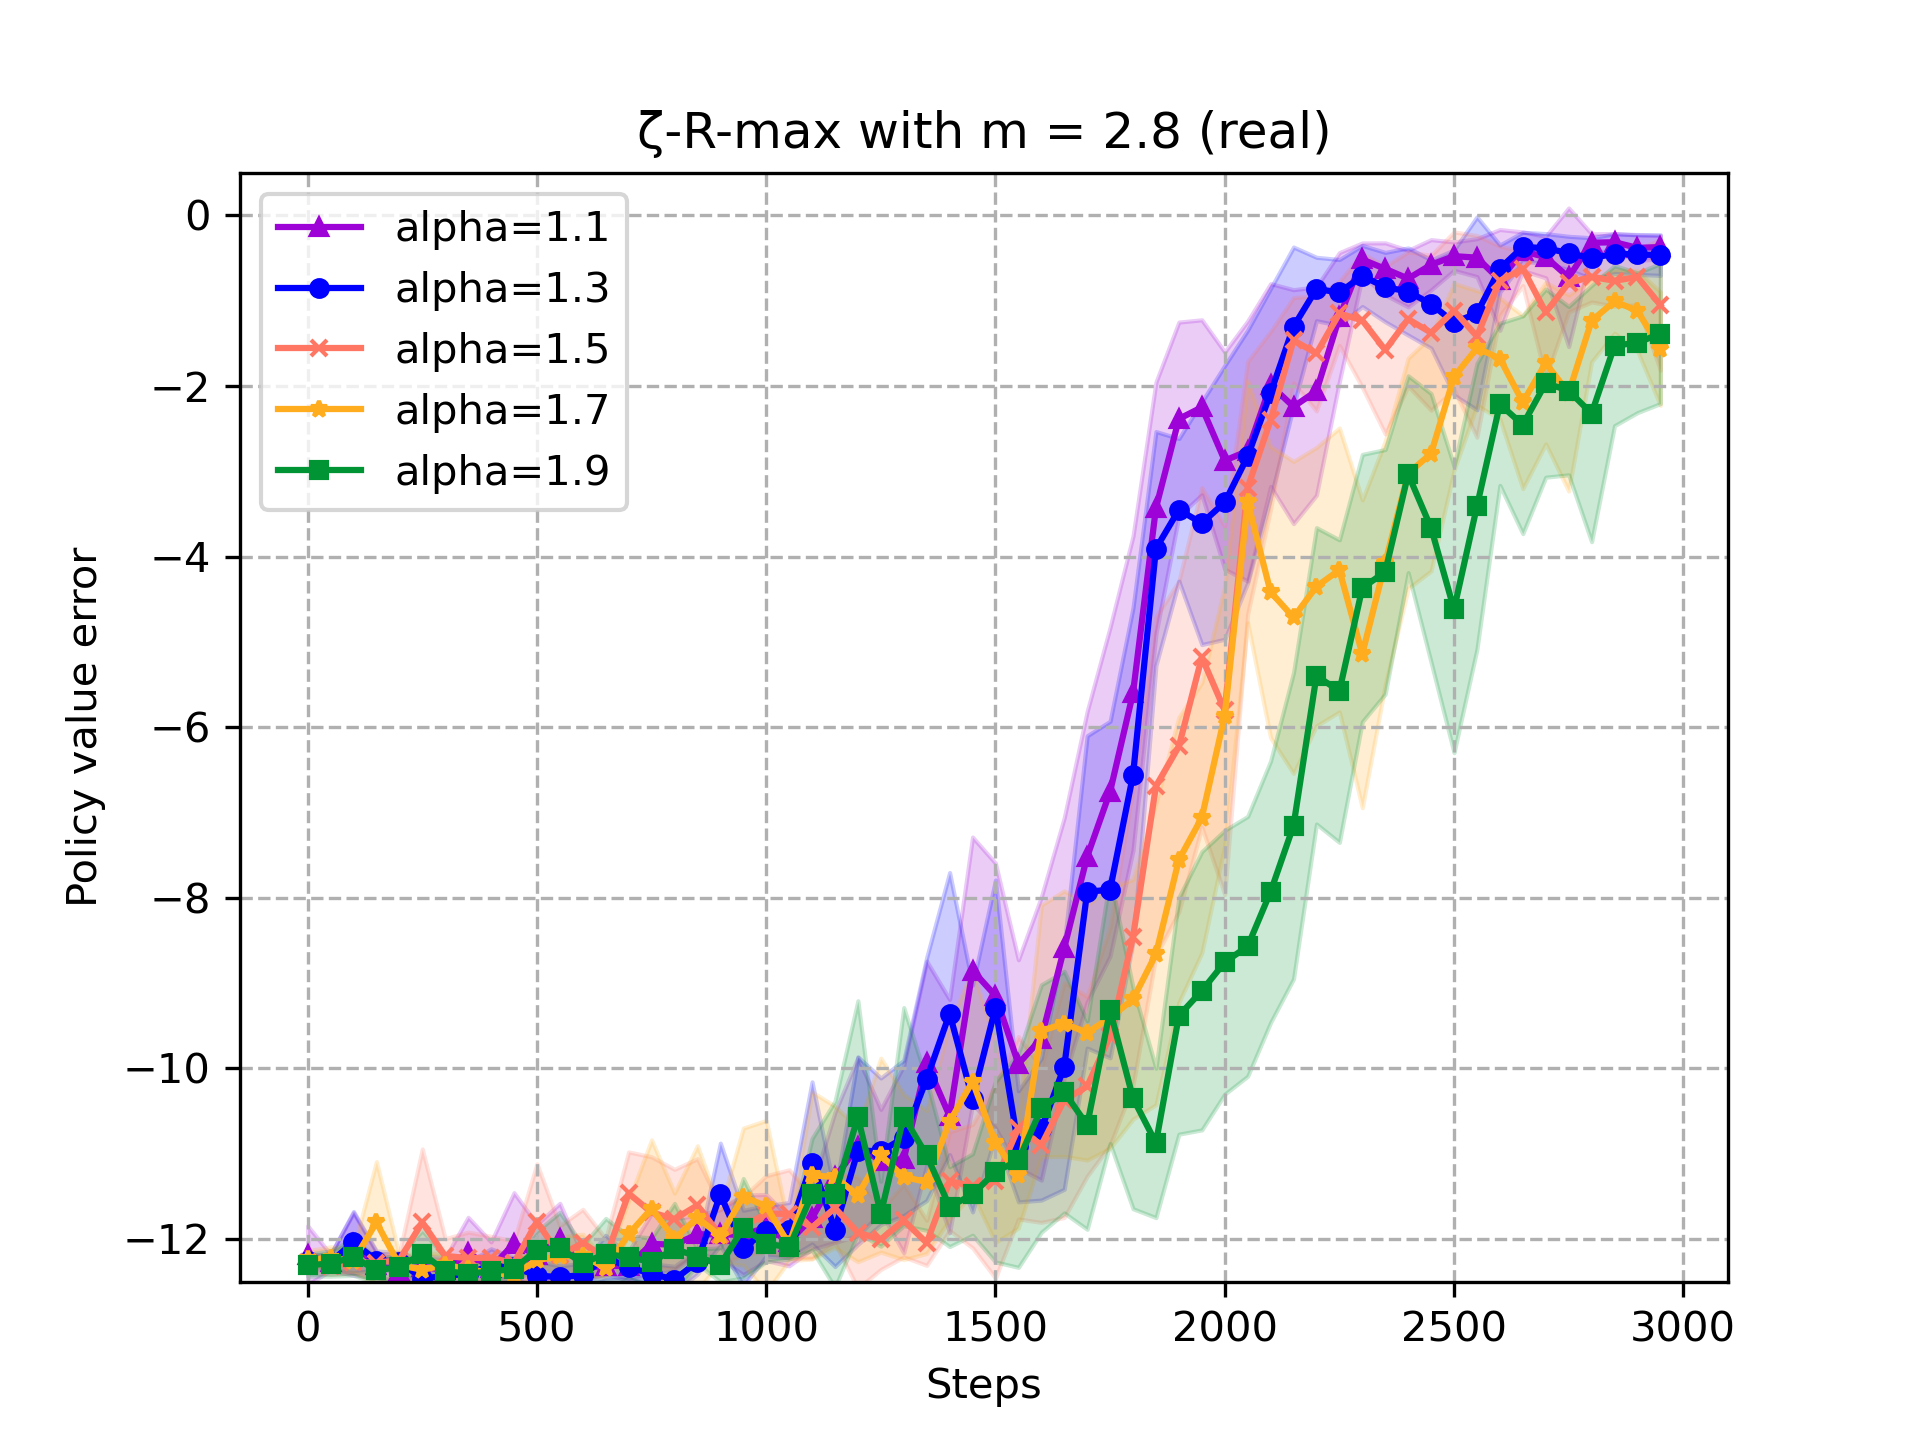 ζ-R-max with m = 2.8 (real)
alpha=1.1
alpha=1.3
alpha=1.5
alpha=1.7
alpha=1.9
0
−2
−4
−6
−8
−10
−12
Policy value error
0 500 1000 1500 2000 2500 3000
Steps